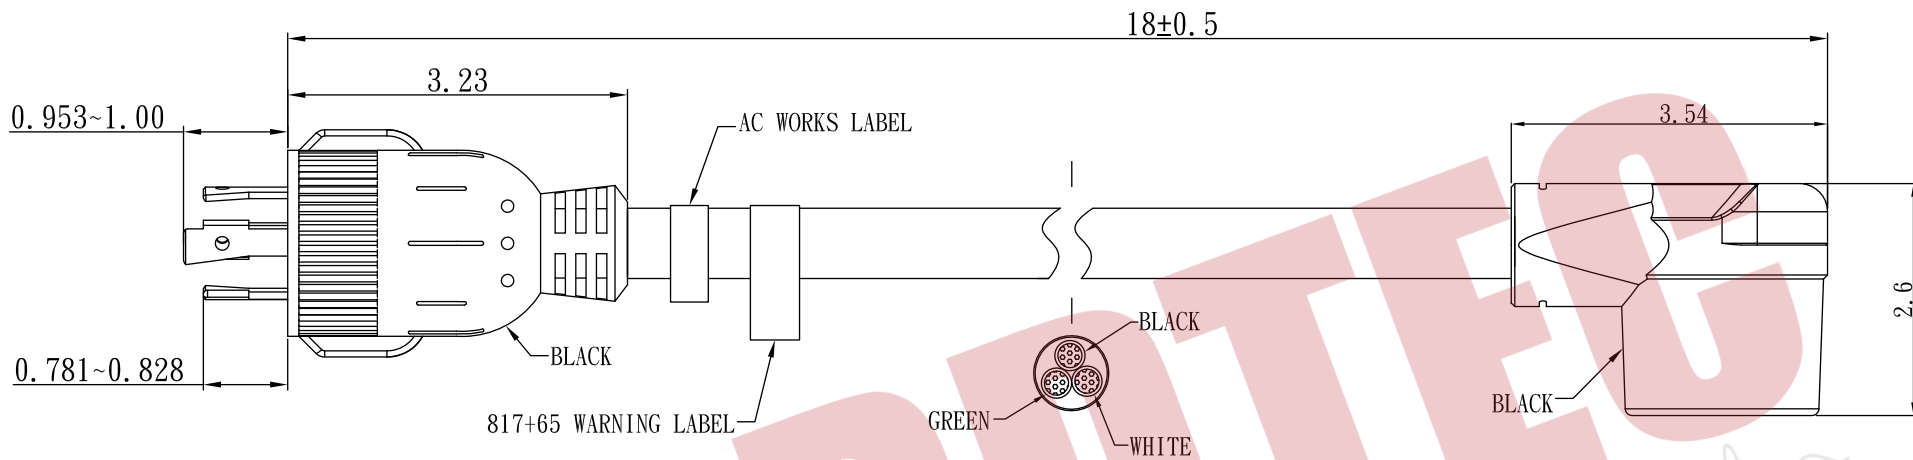 18±0.5
3.23
0.953~1.00
AC WORKS LABEL
3.54
2.6
BLACK
BLACK
0.781~0.828
BLACK
GREEN
817+65 WARNING LABEL
WHITE